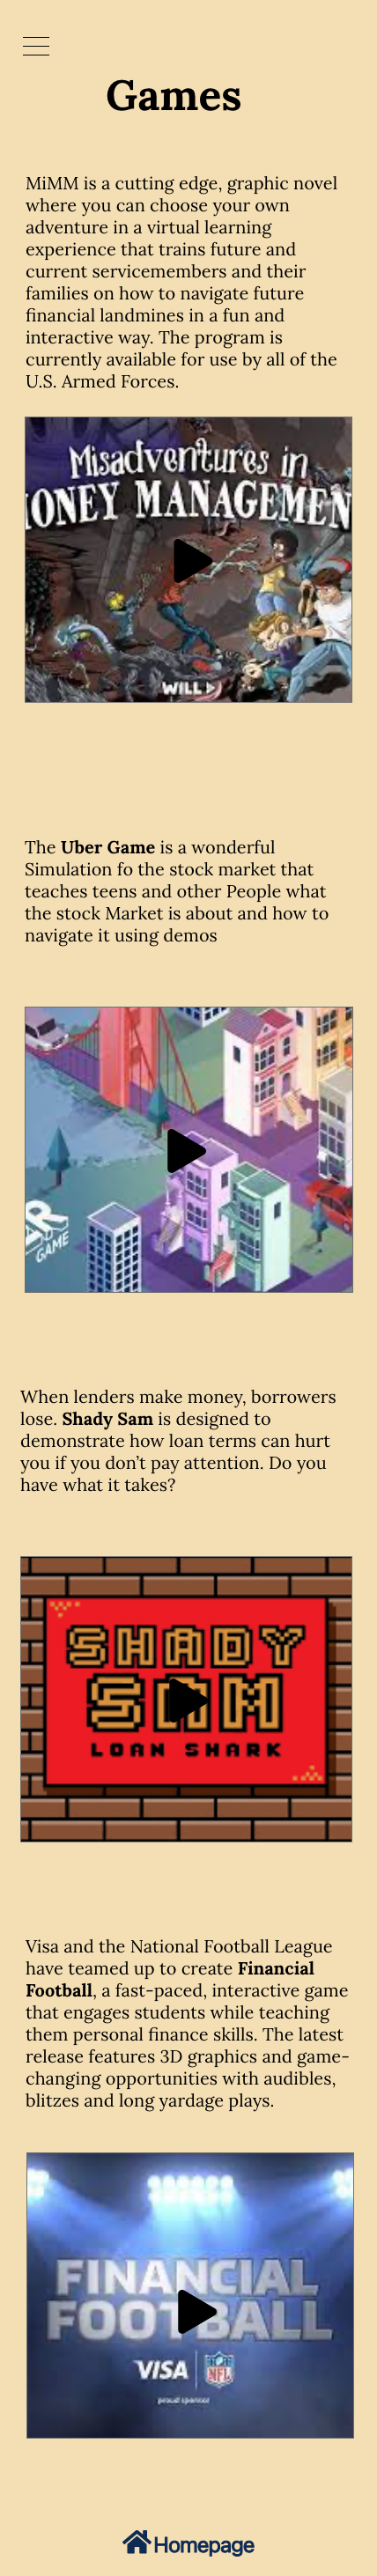 Games
MiMM is a cutting edge, graphic novel
where you can choose your own
adventure in a virtual learning
experience that trains future and
current servicemembers and their
families on how to navigate future
financial landmines in a fun and
interactive way. The program is
currently available for use by all of the
U.S. Armed Forces.
Misadventures in
MONEY MANAGEMENT
WILL
The Uber Game is a wonderful
Simulation fo the stock market that
teaches teens and other People what
the stock Market is about and how to
navigate it using demos
GAME
When lenders make money, borrowers
lose. Shady Sam is designed to
demonstrate how loan terms can hurt
you if you don’t pay attention. Do you
have what it takes?
SHADY
SAM
LOAN SHARK
Visa and the National Football League
have teamed up to create Financial
Football, a fast-paced, interactive game
that engages students while teaching
them personal finance skills. The latest
release features 3D graphics and game-
changing opportunities with audibles,
blitzes and long yardage plays.
FINANCIAL
FOOTBALL
VISA NFL
proud sponsor
Homepage